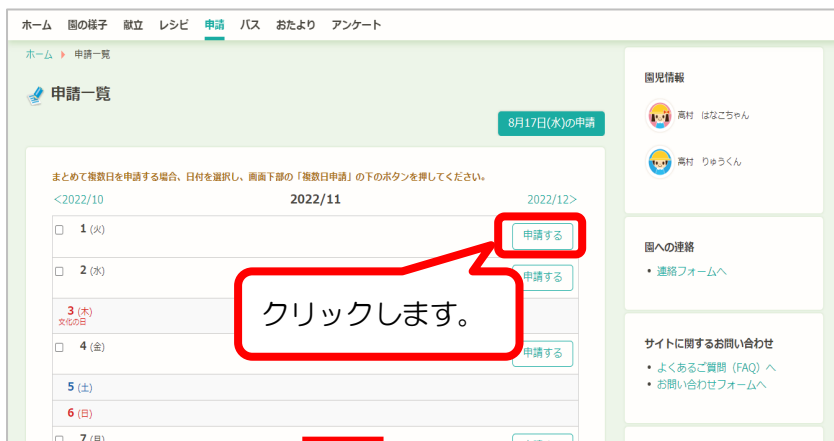 ホーム 園の様子 献立 レシピ 申請 バス おたより アンケート
ホーム 申請一覧
申請一覧
8月17日(水)の申請
まとめて複数日を申請する場合、日付を選択し、画面下部の「複数日申請」の下のボタンを押してください。
<2022/10 2022/11 2022/12>
1 (火) 申請する
2 (水) 申請する
クリックします。
3 (木)
文化の日
4 (金) 申請する
5 (土)
6 (日)
7 (月)
園児情報
高村 はなこちゃん
高村 りゅうくん
園への連絡
• 連絡フォームへ
サイトに関するお問い合わせ
• よくあるご質問（FAQ）へ
• お問い合わせフォームへ